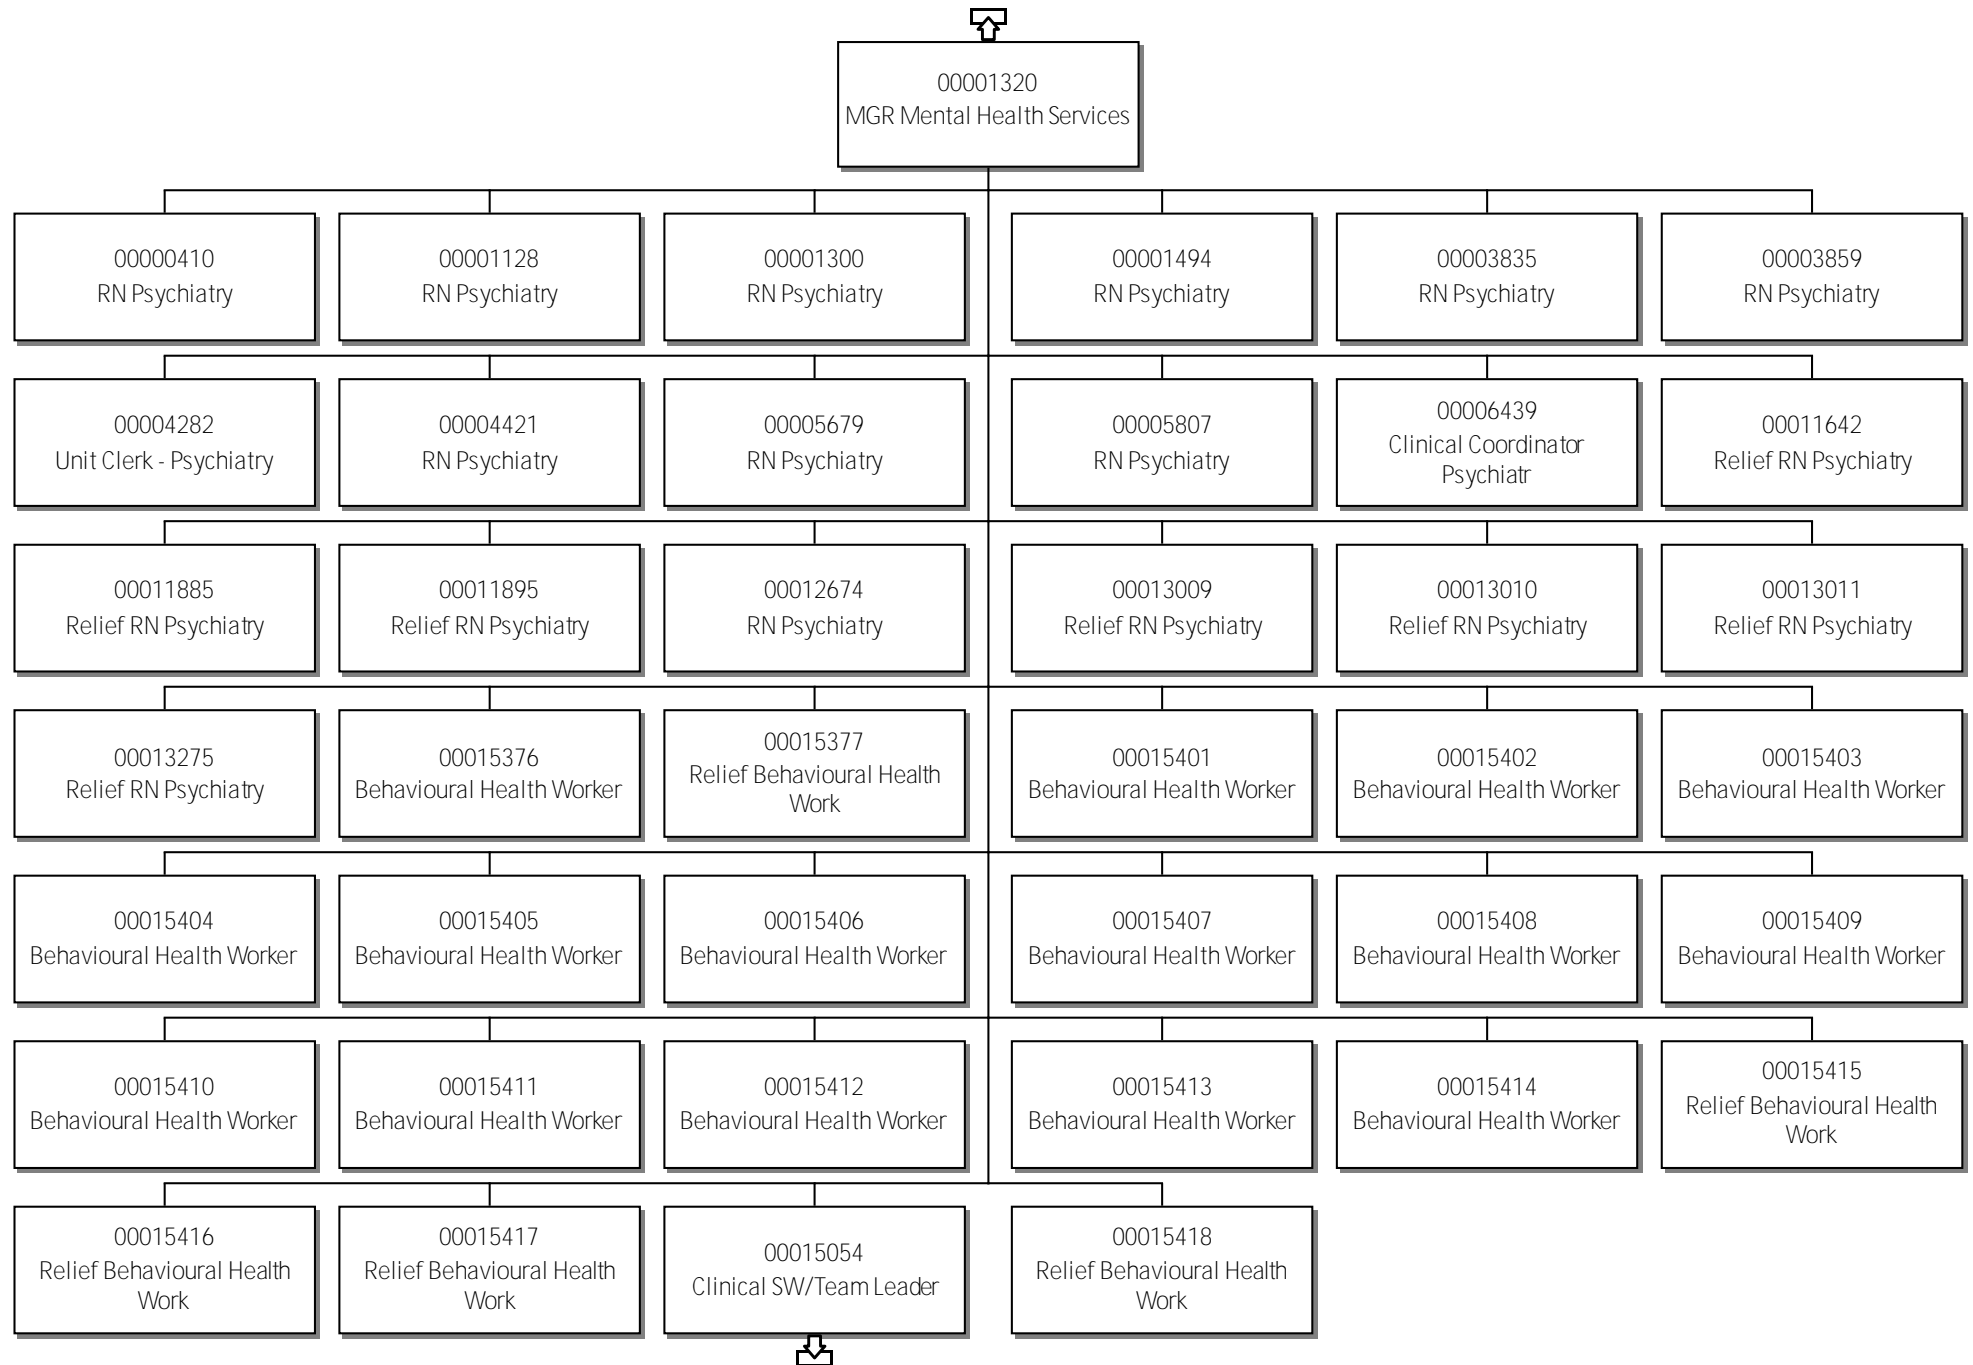 00001320
MGR Mental Health Services
00000410
RN Psychiatry
00001128
RN Psychiatry
00001300
RN Psychiatry
00001494
RN Psychiatry
00003835
RN Psychiatry
00003859
RN Psychiatry
00004282
Unit Clerk - Psychiatry
00004421
RN Psychiatry
00005679
RN Psychiatry
00005807
RN Psychiatry
00006439
Clinical Coordinator
Psychiatr
00011642
Relief RN Psychiatry
00011885
Relief RN Psychiatry
00011895
Relief RN Psychiatry
00012674
RN Psychiatry
00013009
Relief RN Psychiatry
00013010
Relief RN Psychiatry
00013011
Relief RN Psychiatry
00013275
Relief RN Psychiatry
00015376
Behavioural Health Worker
00015377
Relief Behavioural Health
Work
00015401
Behavioural Health Worker
00015402
Behavioural Health Worker
00015403
Behavioural Health Worker
00015404
Behavioural Health Worker
00015405
Behavioural Health Worker
00015406
Behavioural Health Worker
00015407
Behavioural Health Worker
00015408
Behavioural Health Worker
00015409
Behavioural Health Worker
00015410
Behavioural Health Worker
00015411
Behavioural Health Worker
00015412
Behavioural Health Worker
00015413
Behavioural Health Worker
00015414
Behavioural Health Worker
00015415
Relief Behavioural Health
Work
00015416
Relief Behavioural Health
Work
00015417
Relief Behavioural Health
Work
00015054
Clinical SW/Team Leader
00015418
Relief Behavioural Health
Work